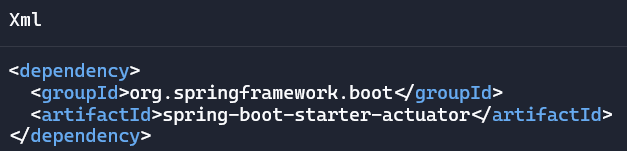 Xml
<dependency>
  <groupId>org.springframework.boot</groupId>
  <artifactId>spring-boot-starter-actuator</artifactId>
</dependency>